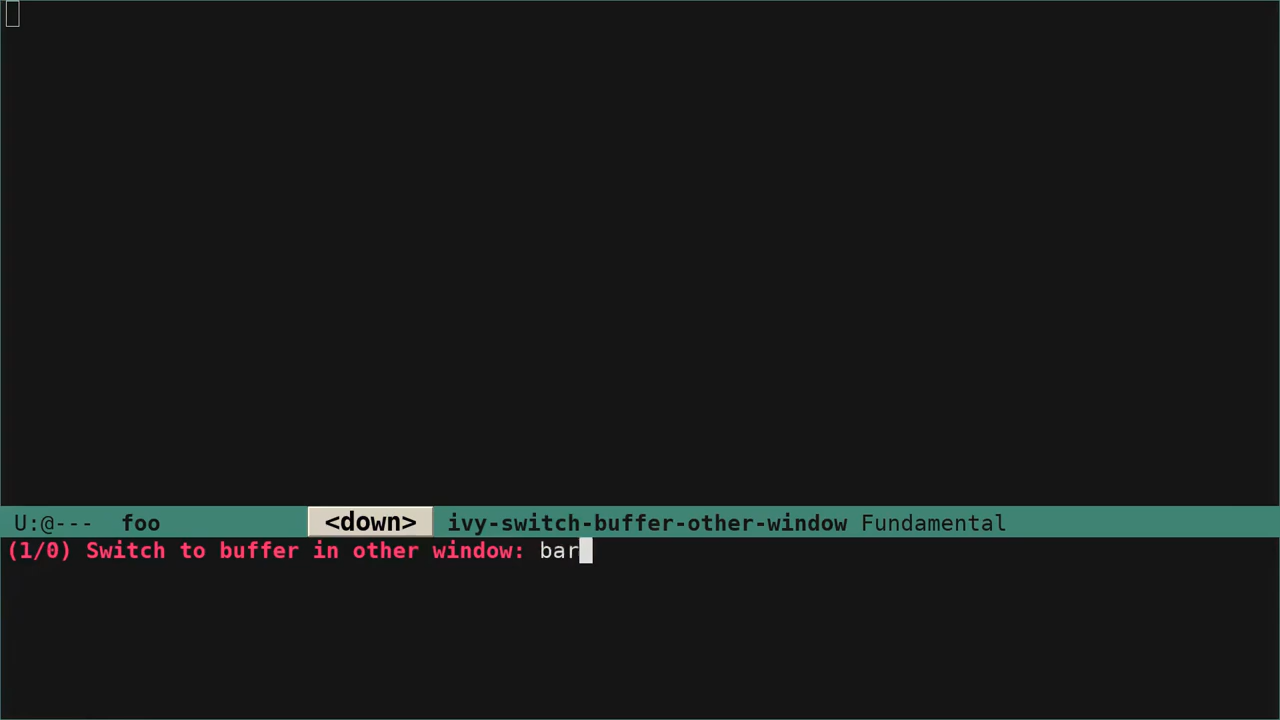 U:@--- foo <down> ivy-switch-buffer-other-window Fundamental
(1/0) Switch to buffer in other window: bar